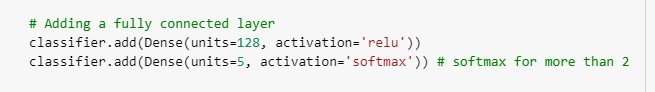 # Adding a fully connected layer
classifier.add(Dense(units=128, activation='relu'))
classifier.add(Dense(units=5, activation='softmax')) # softmax for more than 2